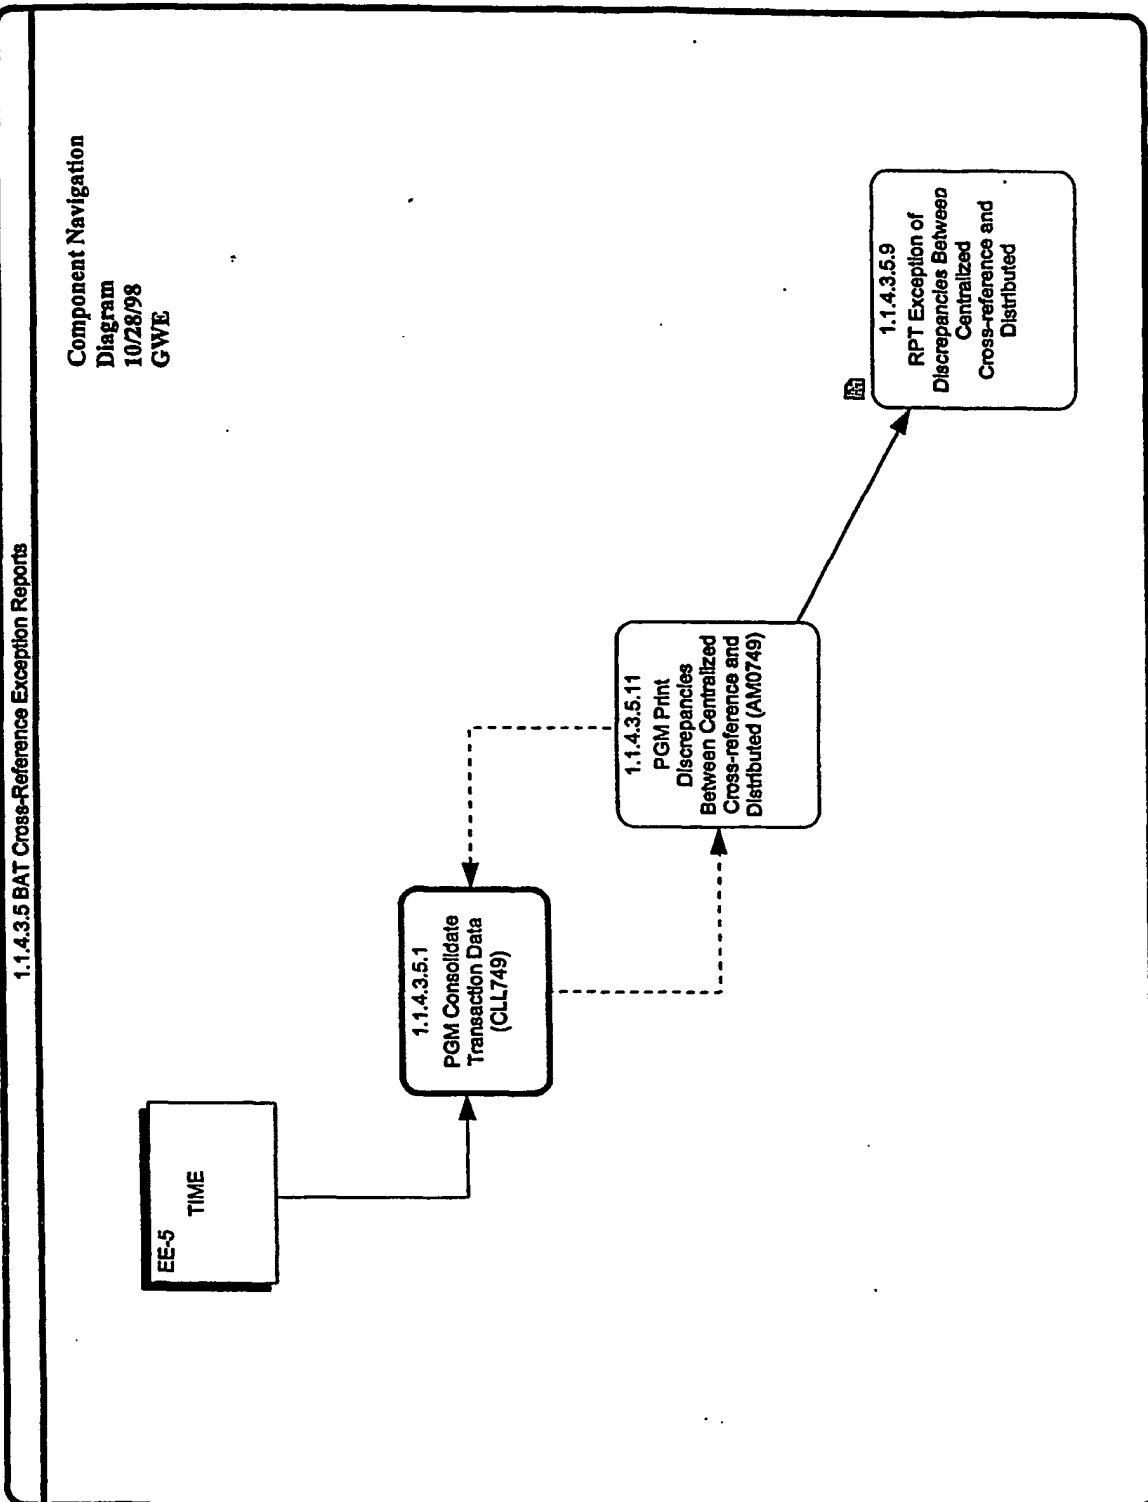 1.1.4.3.5 BAT Cross-Reference Exception Reports
Component Navigation
Diagram
10/28/98
GWE
EE-5
TIME
1.1.4.3.5.1
PGM Consolidate
Transaction Data
(CLL749)
1.1.4.3.5.11
PGM Print
Discrepancies
Between Centralized
Cross-reference and
Distributed (AM0749)
1.1.4.3.5.9
RPT Exception of
Discrepancies Between
Centralized
Cross-reference and
Distributed